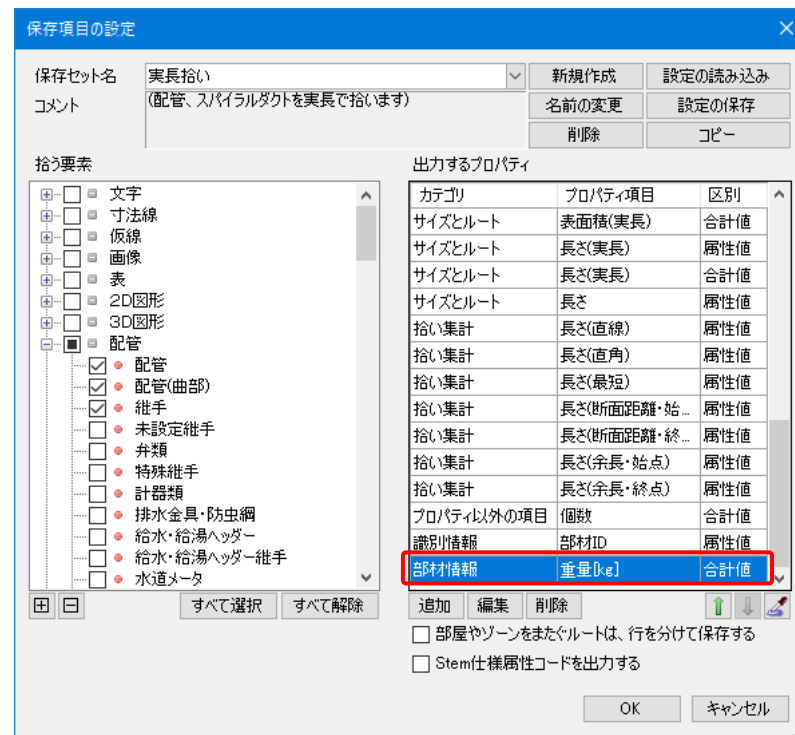 保存項目の設定
保存セット名 実長拾い 新規作成 設定の読み込み
コメント (配管、スパイラルダクトを実長で拾います) 名前の変更 設定の保存
削除 コピー
拾う要素
文字
寸法線
仮線
画像
表
2D図形
3D図形
配管
配管
配管(曲部)
継手
未設定継手
弁類
特殊継手
計器類
排水金具・防虫網
給水・給湯ヘッダー
給水・給湯ヘッダー継手
水道メータ
すべて選択 すべて解除
出力するプロパティ
カテゴリ プロパティ項目 区別
サイズとルート 表面積(実長) 合計値
サイズとルート 長さ(実長) 属性値
サイズとルート 長さ(実長) 合計値
サイズとルート 長さ 属性値
拾い集計 長さ(直線) 属性値
拾い集計 長さ(直角) 属性値
拾い集計 長さ(最短) 属性値
拾い集計 長さ(断面距離・始... 属性値
拾い集計 長さ(断面距離・終... 属性値
拾い集計 長さ(余長・始点) 属性値
拾い集計 長さ(余長・終点) 属性値
プロパティ以外の項目 個数 合計値
識別情報 部材ID 属性値
部材情報 重量[kg] 合計値
追加 編集 削除
部屋やゾーンをまたぐルートは、行を分けて保存する
Stem仕様属性コードを出力する
OK キャンセル